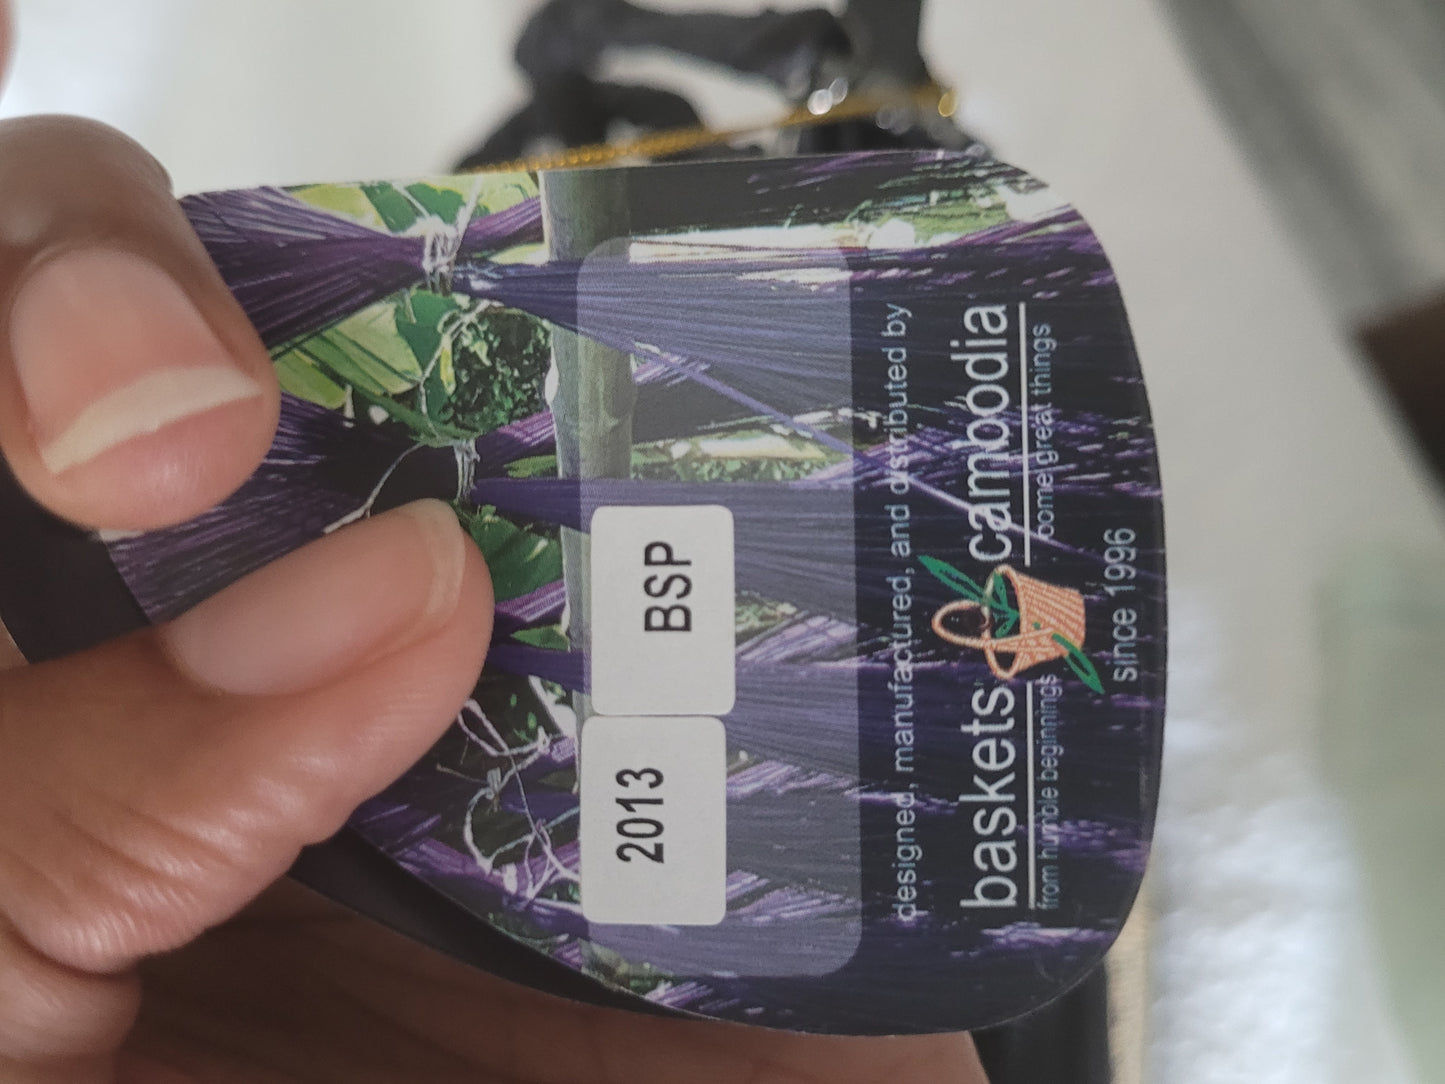 2013 BSP
designed, manufactured, and distributed by
baskets cambodia
from humble beginnings come great things
since 1996